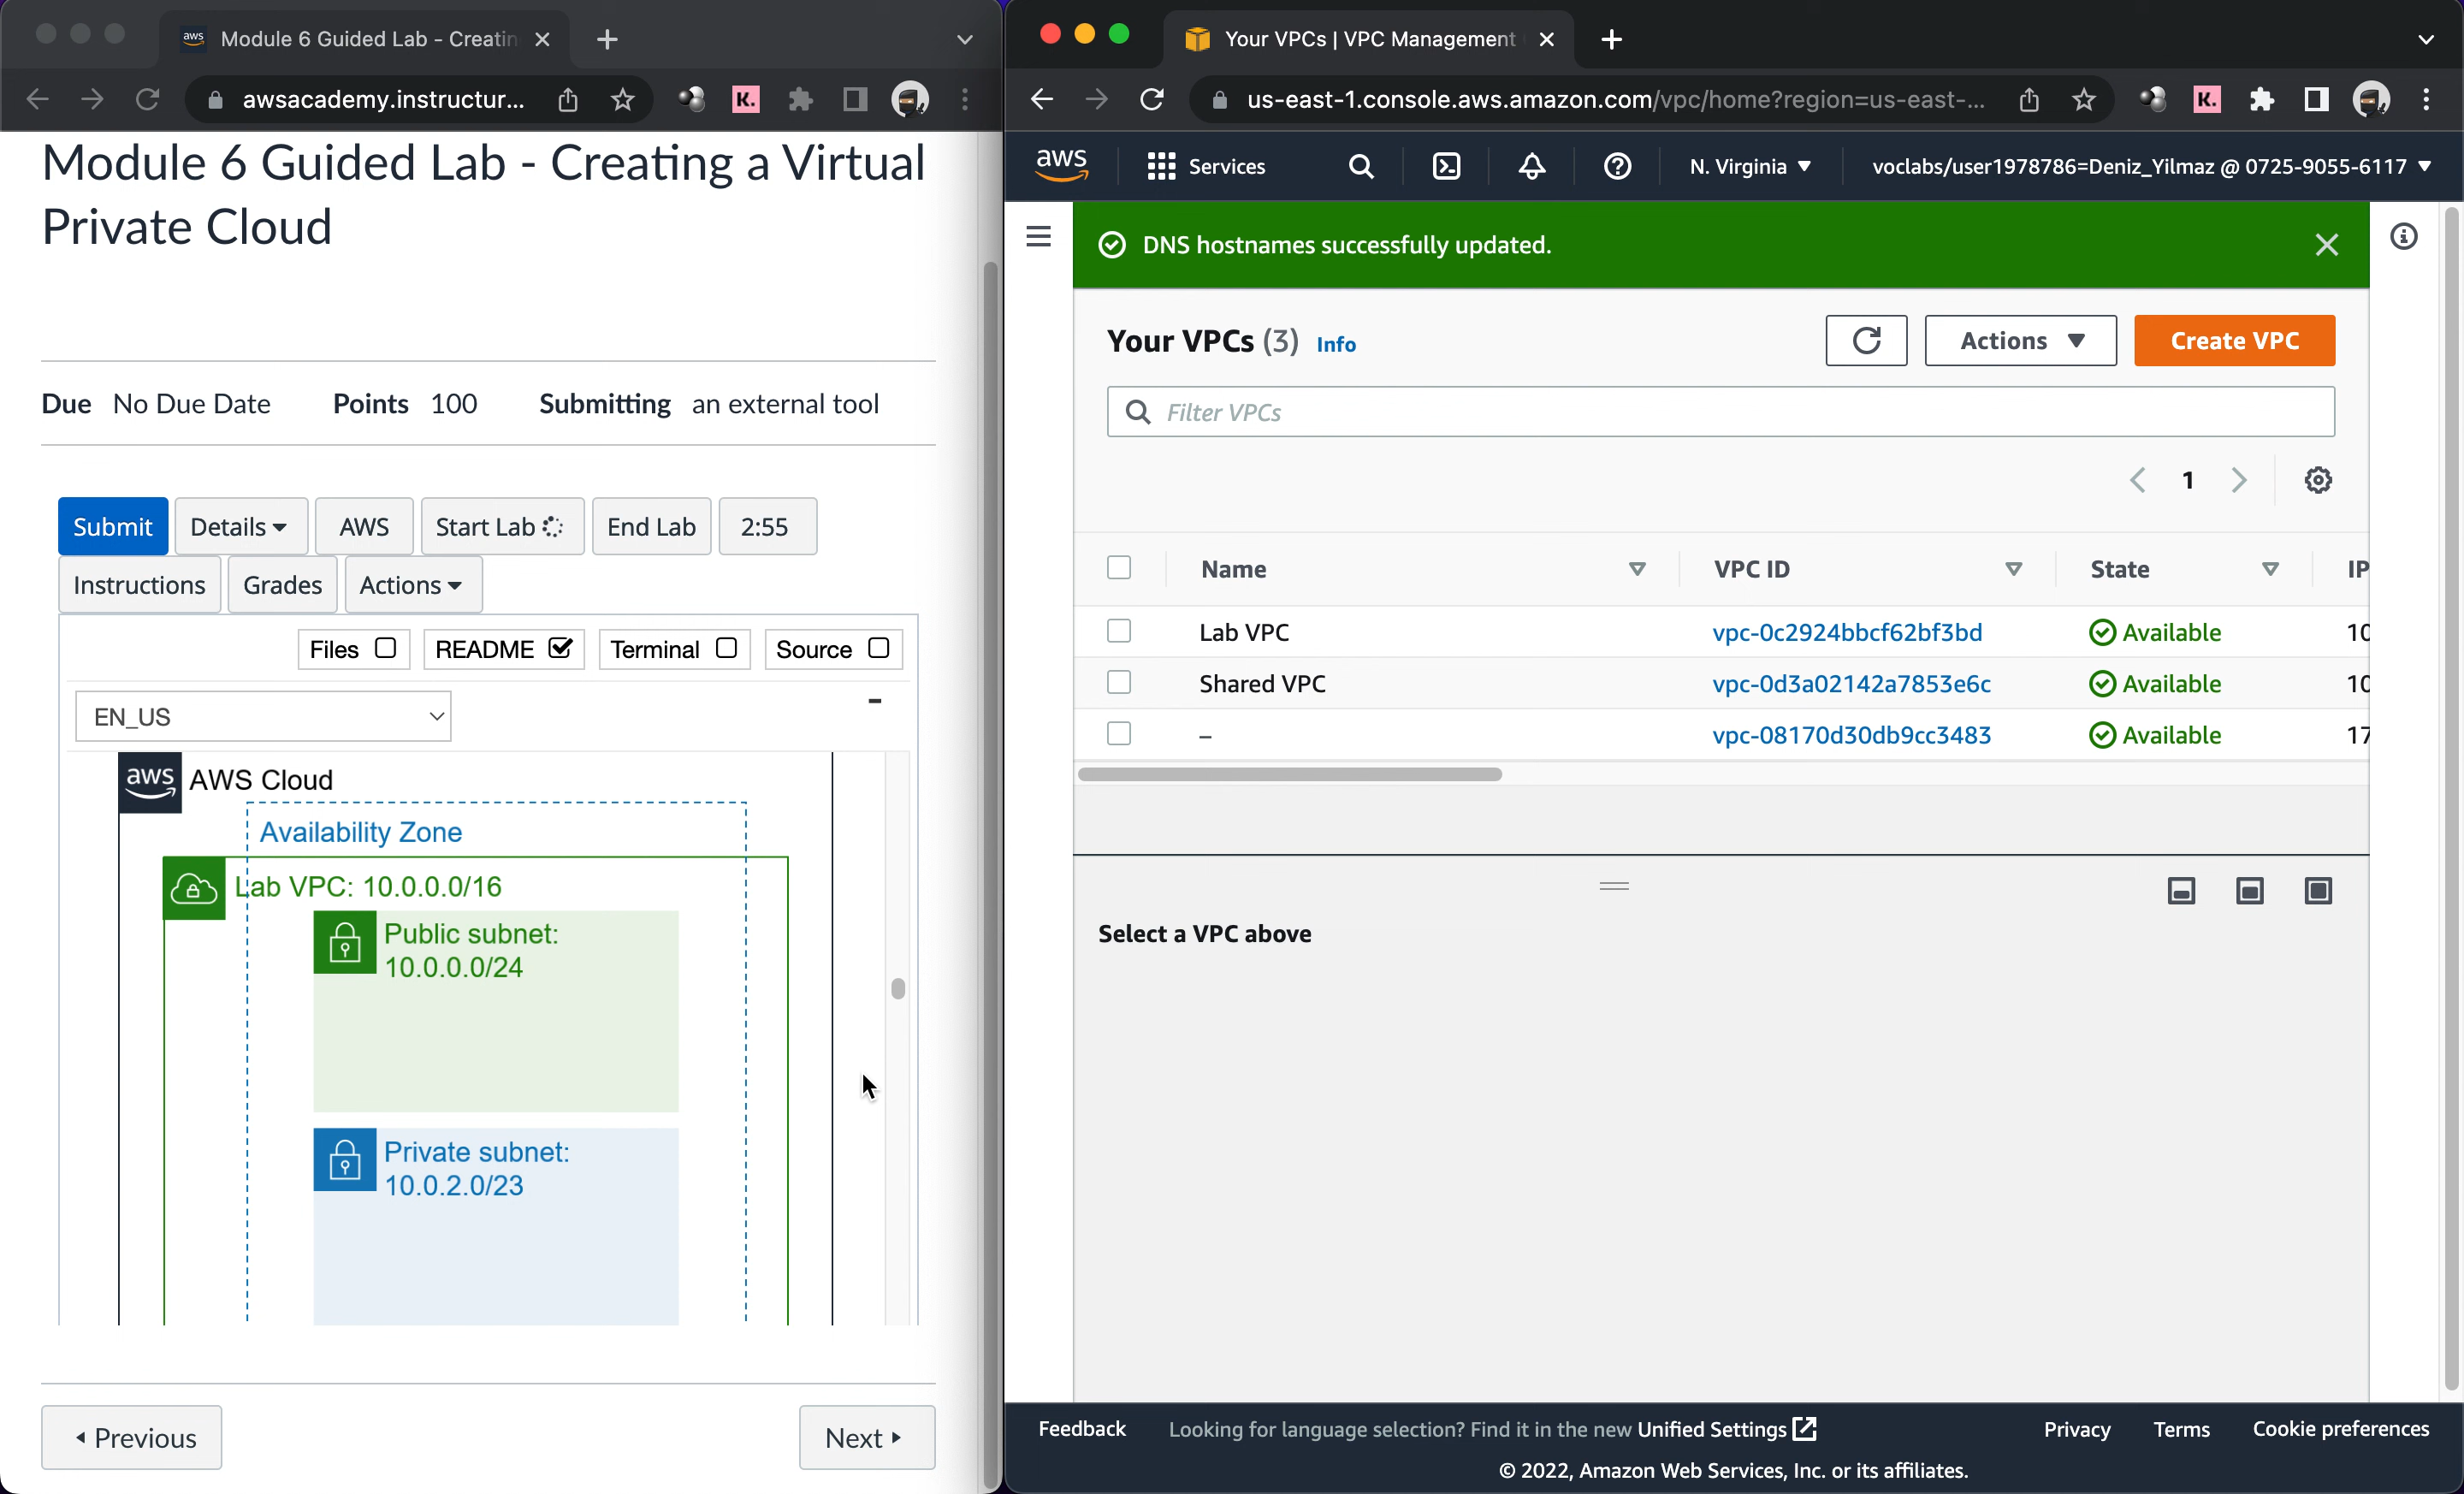 aws Module 6 Guided Lab - Creatin
awsacademy.instructur...
K.
Module 6 Guided Lab - Creating a Virtual
Private Cloud
Due No Due Date Points 100 Submitting an external tool
Submit Details AWS Start Lab End Lab 2:55
Instructions Grades Actions
Files README Terminal Source
EN_US
aws AWS Cloud
Availability Zone
Lab VPC: 10.0.0.0/16
Public subnet:
10.0.0.0/24
Private subnet:
10.0.2.0/23
Previous Next
Your VPCs | VPC Management
us-east-1.console.aws.amazon.com/vpc/home?region=us-east-...
K.
aws Services N. Virginia voclabs/user1978786=Deniz_Yilmaz @ 0725-9055-6117
DNS hostnames successfully updated.
Your VPCs (3) Info Actions Create VPC
Filter VPCs
1
Name VPC ID State IP
Lab VPC vpc-0c2924bbcf62bf3bd Available 10
Shared VPC vpc-0d3a02142a7853e6c Available 10
– vpc-08170d30db9cc3483 Available 17
Select a VPC above
Feedback Looking for language selection? Find it in the new Unified Settings Privacy Terms Cookie preferences
© 2022, Amazon Web Services, Inc. or its affiliates.